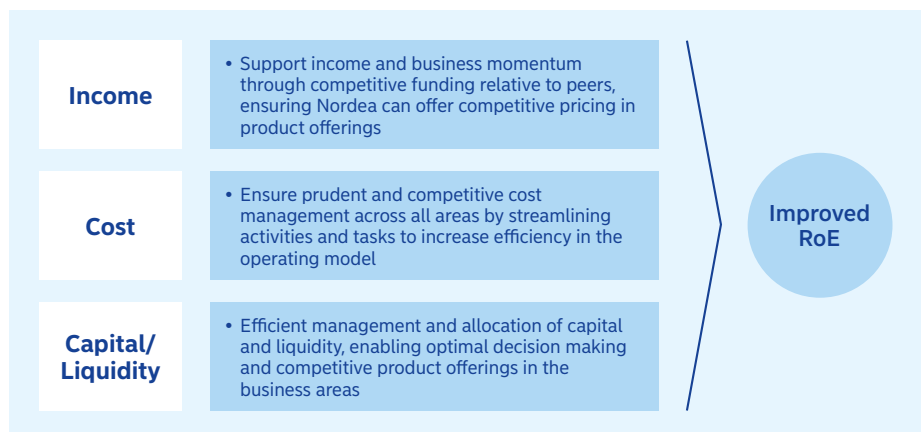 Income
• Support income and business momentum
through competitive funding relative to peers,
ensuring Nordea can offer competitive pricing in
product offerings
Cost
• Ensure prudent and competitive cost
management across all areas by streamlining
activities and tasks to increase efficiency in the
operating model
Capital/
Liquidity
• Efficient management and allocation of capital
and liquidity, enabling optimal decision making
and competitive product offerings in the
business areas
Improved
RoE